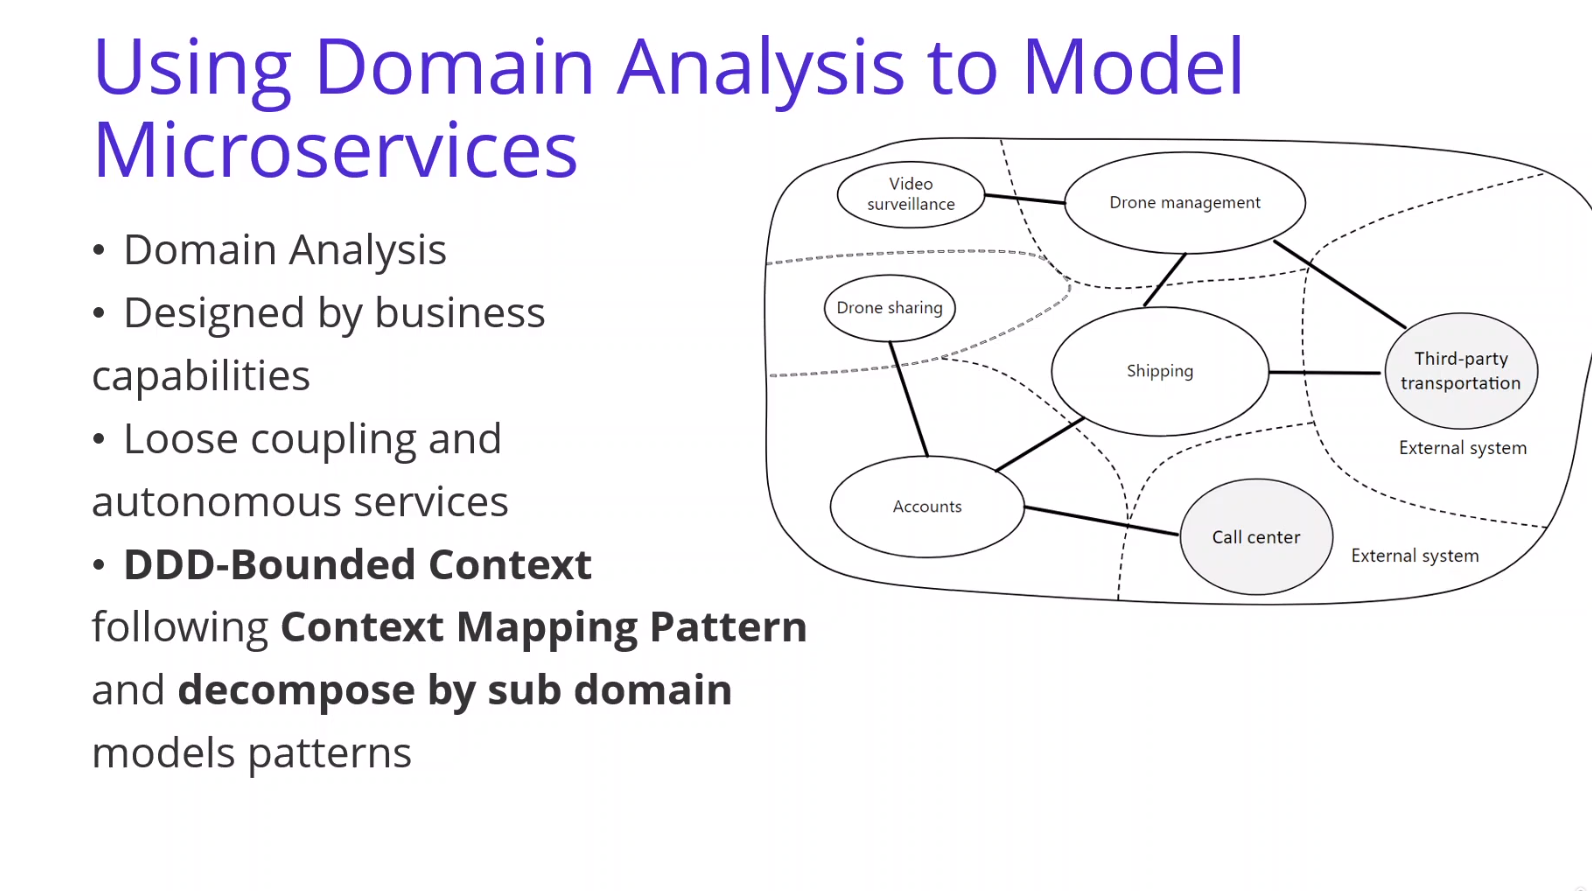 Using Domain Analysis to Model
Microservices
• Domain Analysis
• Designed by business
capabilities
• Loose coupling and
autonomous services
• DDD-Bounded Context
following Context Mapping Pattern
and decompose by sub domain
models patterns
Video
surveillance
Drone management
Drone sharing
Shipping
Third-party
transportation
External system
Accounts
Call center
External system